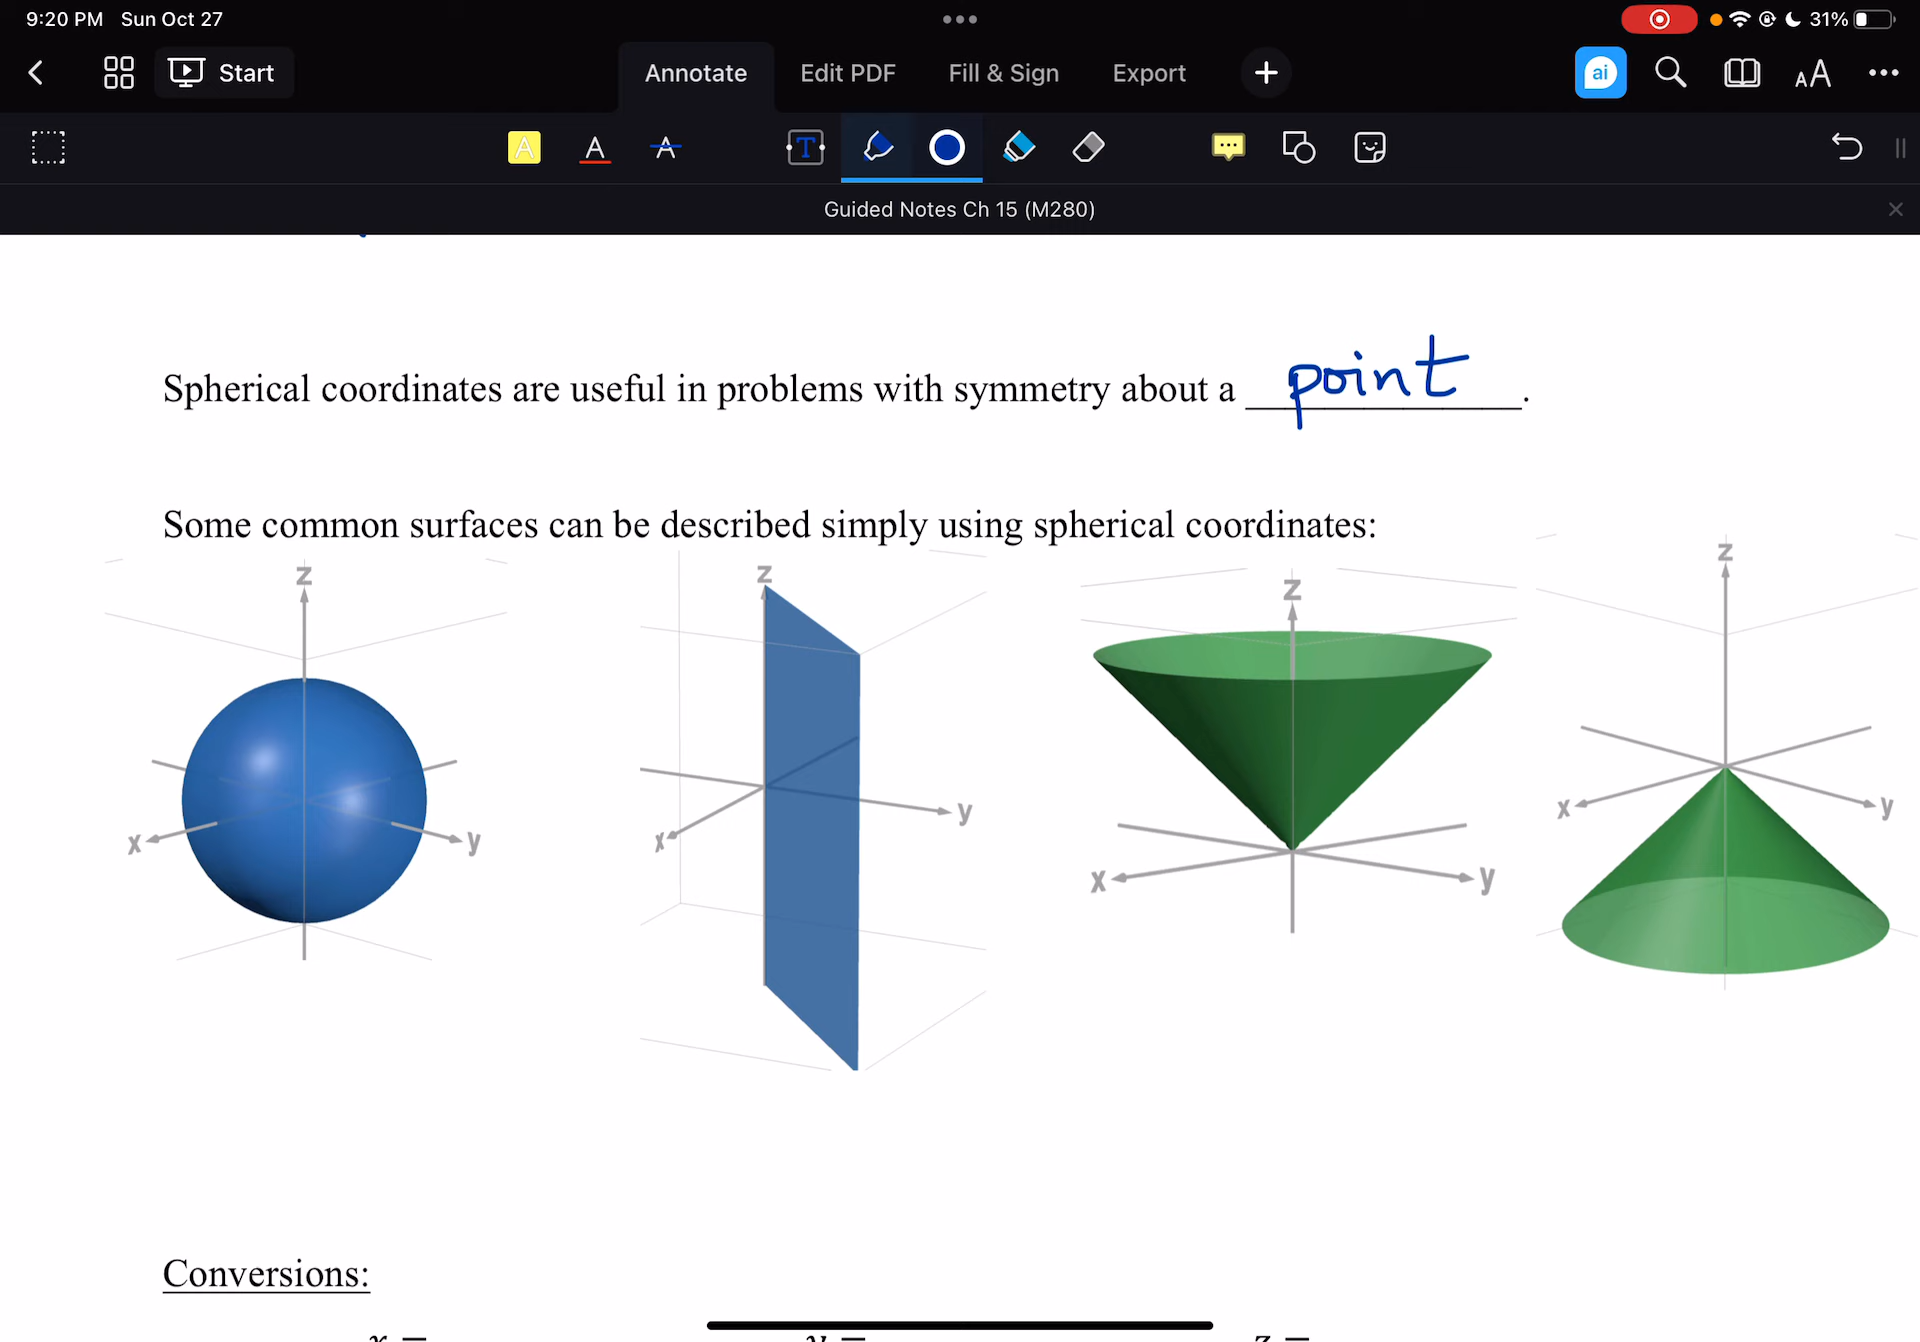 9:20 PM Sun Oct 27
31%
Start
Annotate
Edit PDF
Fill & Sign
Export
ai
AA
A
A
A
T
Guided Notes Ch 15 (M280)
Spherical coordinates are useful in problems with symmetry about a point.
Some common surfaces can be described simply using spherical coordinates:
z
x
y
z
x
y
z
x
y
z
x
y
Conversions:
x =
y =
z =